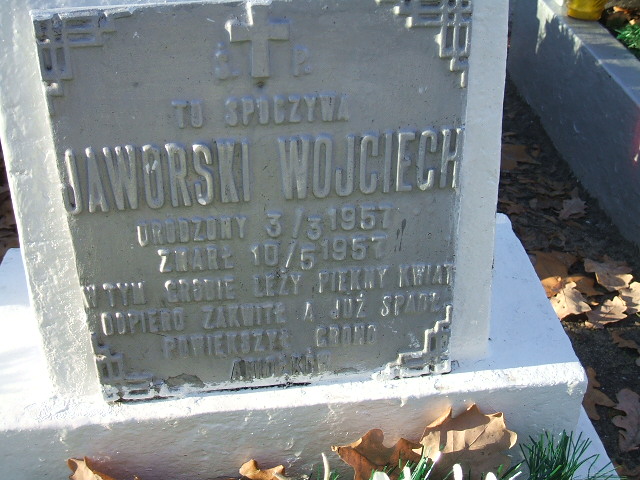 Ś. P.
TU SPOCZYWA
JAWORSKI WOJCIECH
URODZONY 3/3 1957
ZMARŁ 10/5 1957
W TYM GROBIE LEŻY PIĘKNY KWIAT
DOPIERO ZAKWITŁ A JUŻ SPADŁ
POWIĘKSZYŁ GRONO
ANIOŁKÓW